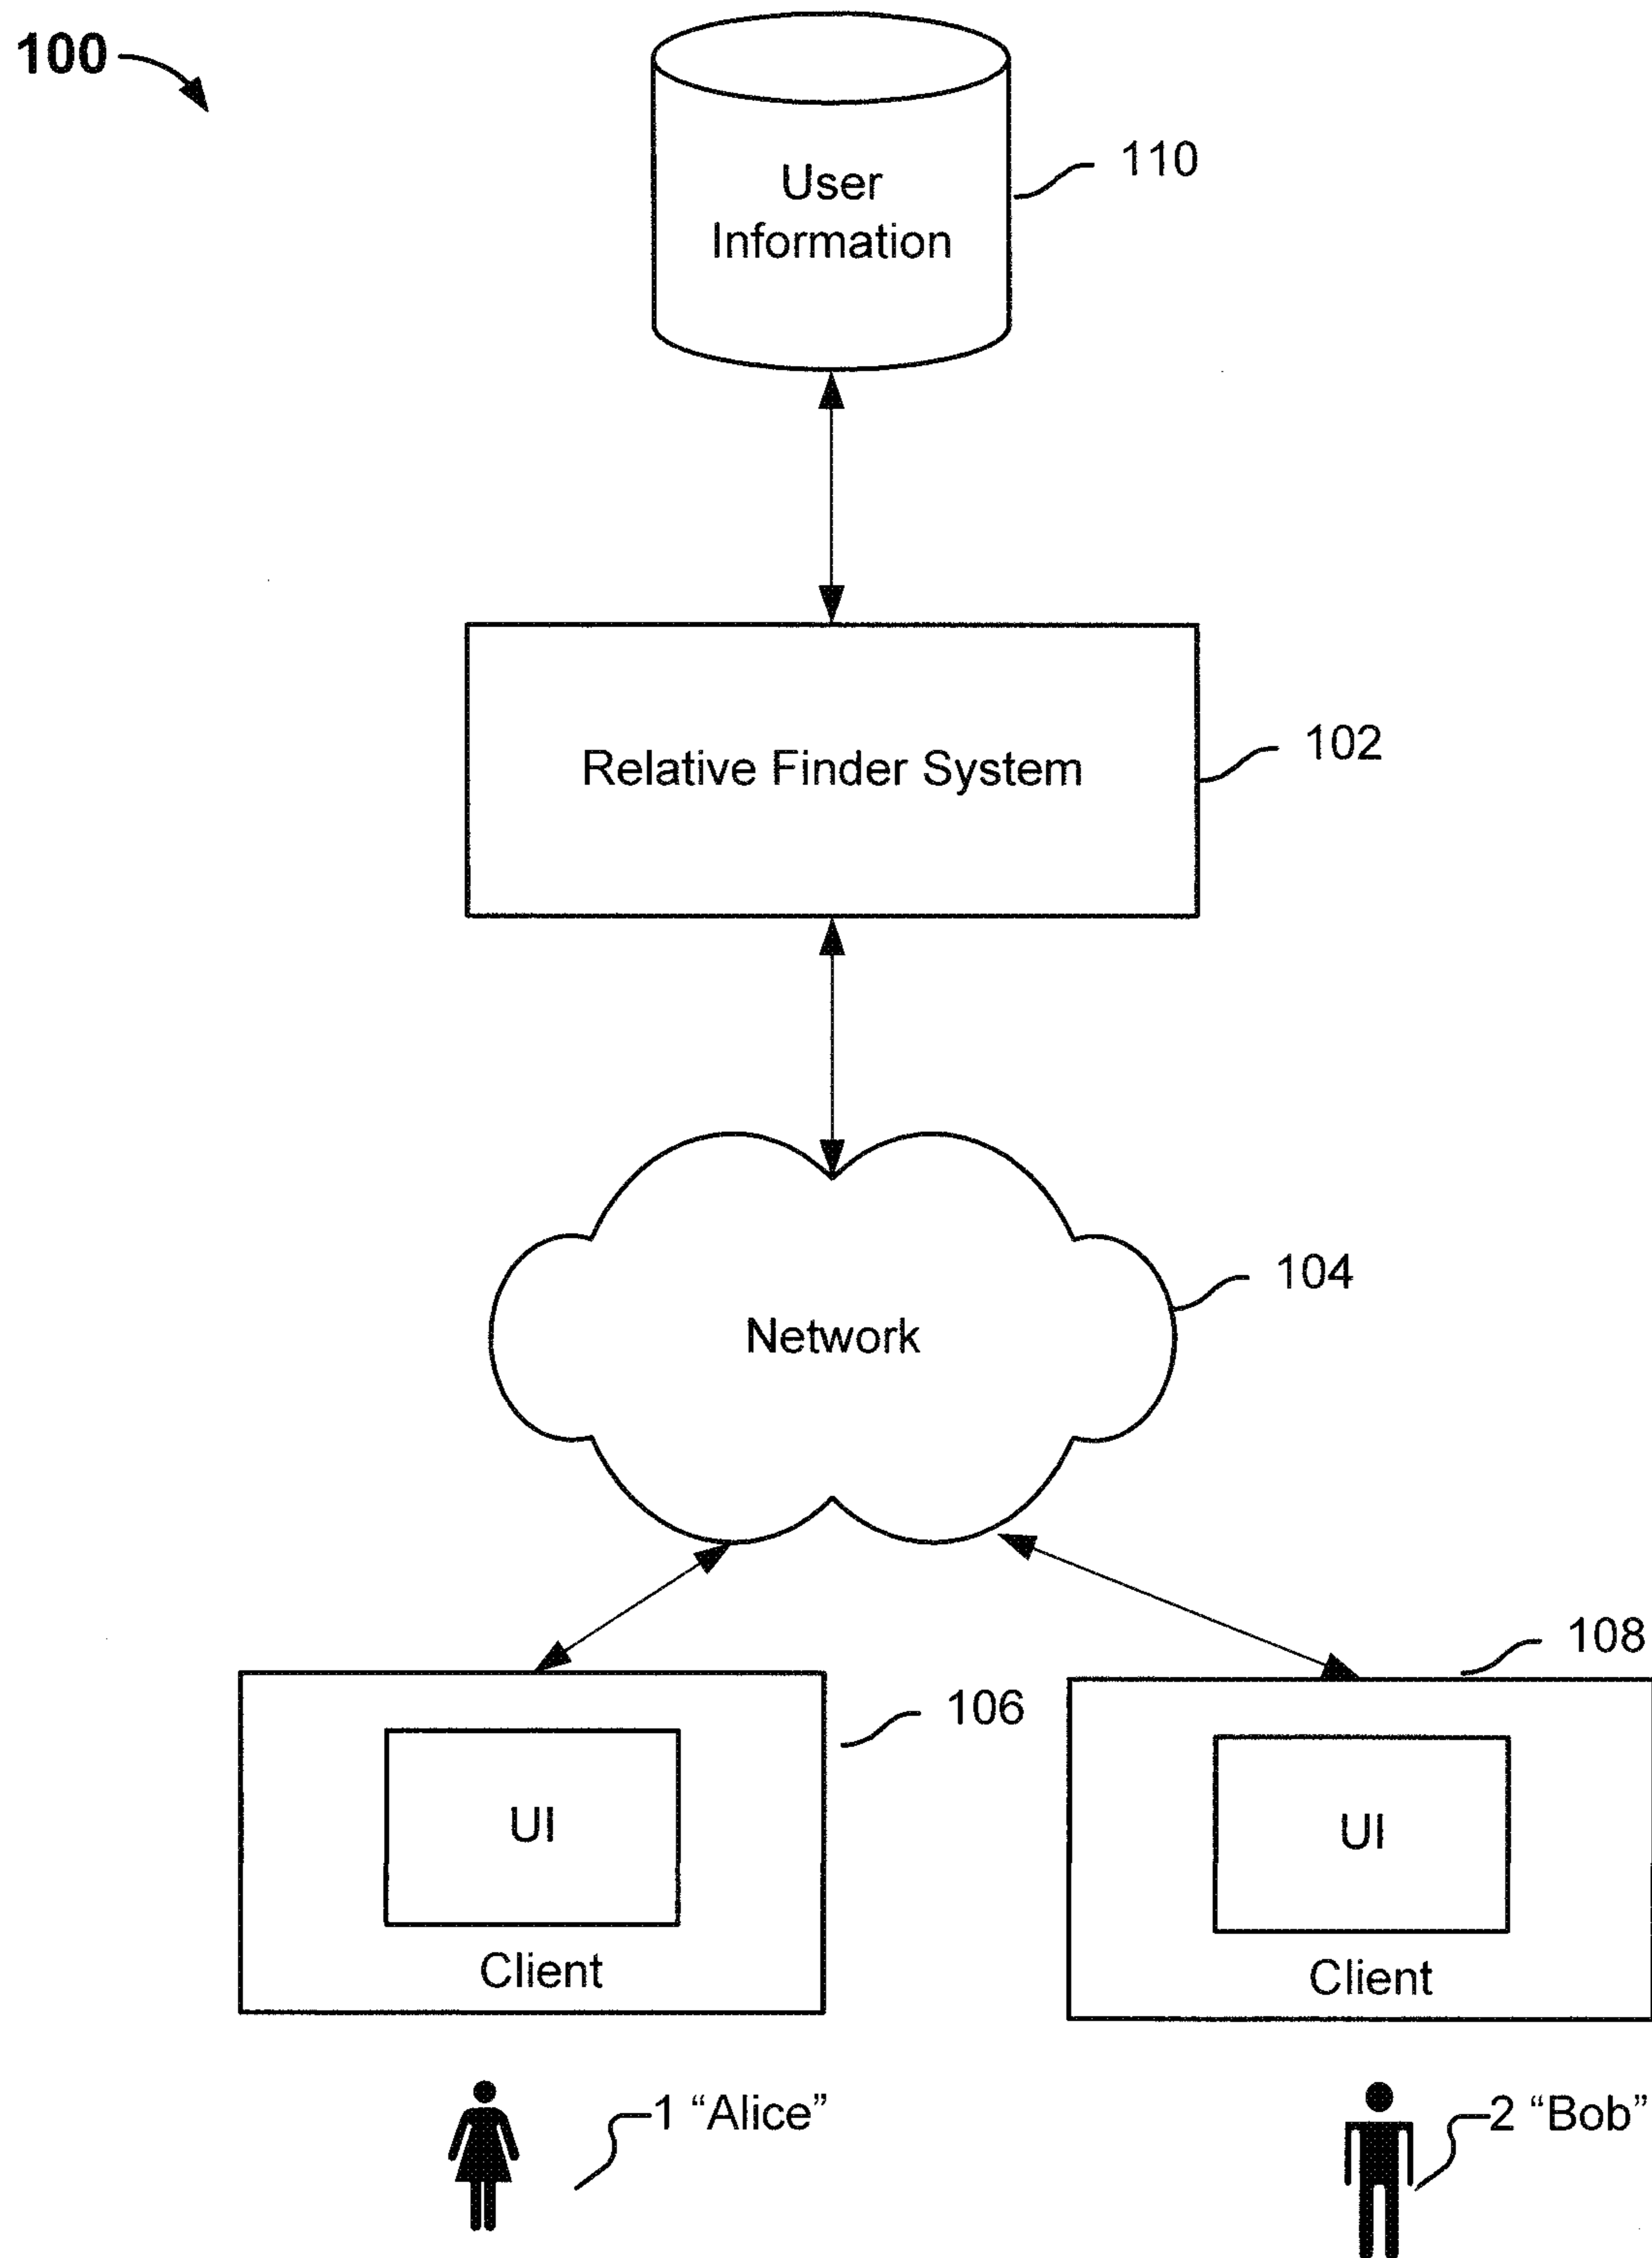 100
User
Information
110
Relative Finder System
102
Network
104
108
106
UI
UI
Client
Client
1 “Alice”
2 “Bob”